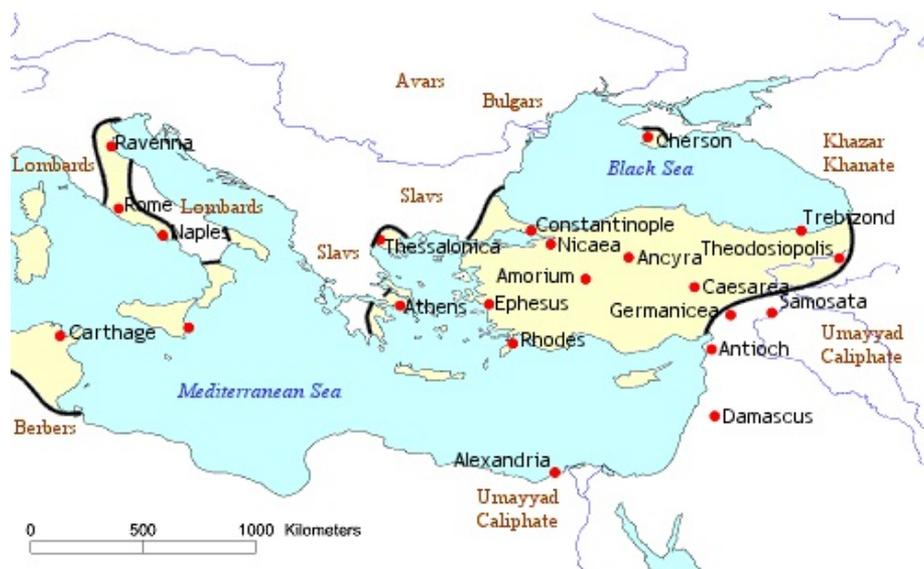 Avars
Bulgars
Cherson
Khazar
Khanate
Ravenna
Lombards
Black Sea
Slavs
Rome
Lombards
Trebizond
Constantinople
Naples
Slavs
Thessalonica
Nicaea
Ancyra
Theodosiopolis
Amorium
Caesarea
Athens
Ephesus
Germanicea
Samosata
Carthage
Rhodes
Umayyad
Caliphate
Antioch
Mediterranean Sea
Berbers
Damascus
Alexandria
Umayyad
Caliphate
0 500 1000 Kilometers